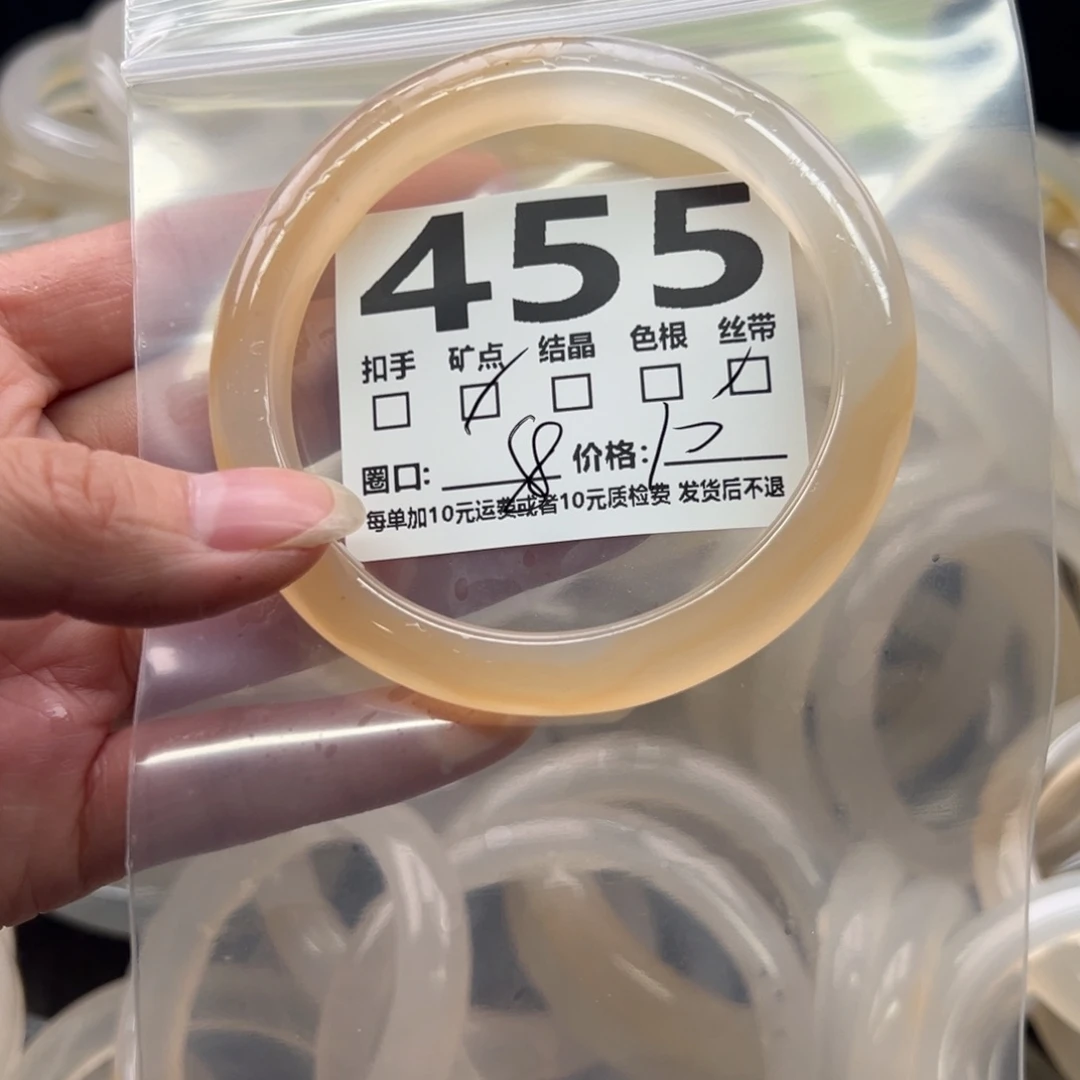 455
扣手 矿点 结晶 色根 丝带
圈口: 8 价格: 12
每单加10元运费或者10元质检费 发货后不退